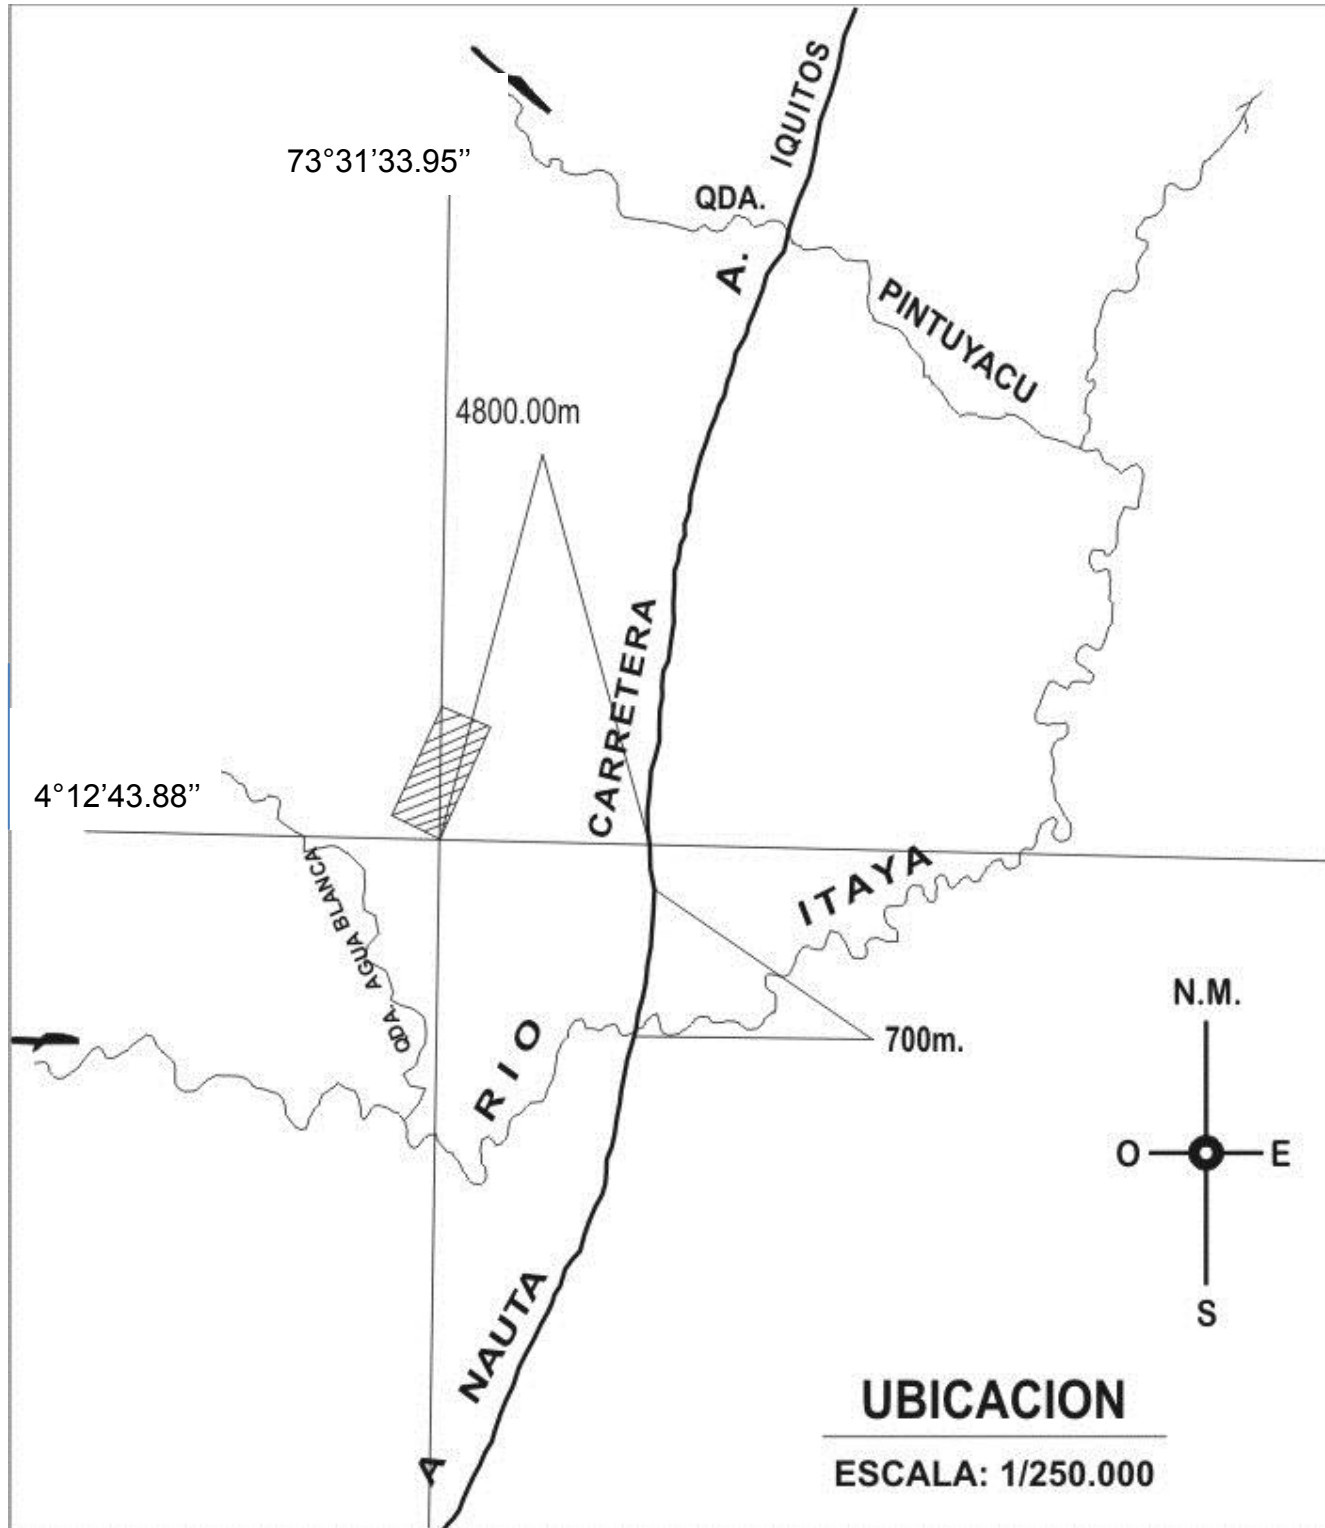 IQUITOS
A.
73°31’33.95’’
QDA.
PINTUYACU
4800.00m
CARRETERA
4°12’43.88’’
QDA. AGUA BLANCA
RIO
ITAYA
700m.
N.M.
O
E
S
A
NAUTA
UBICACION
ESCALA: 1/250.000